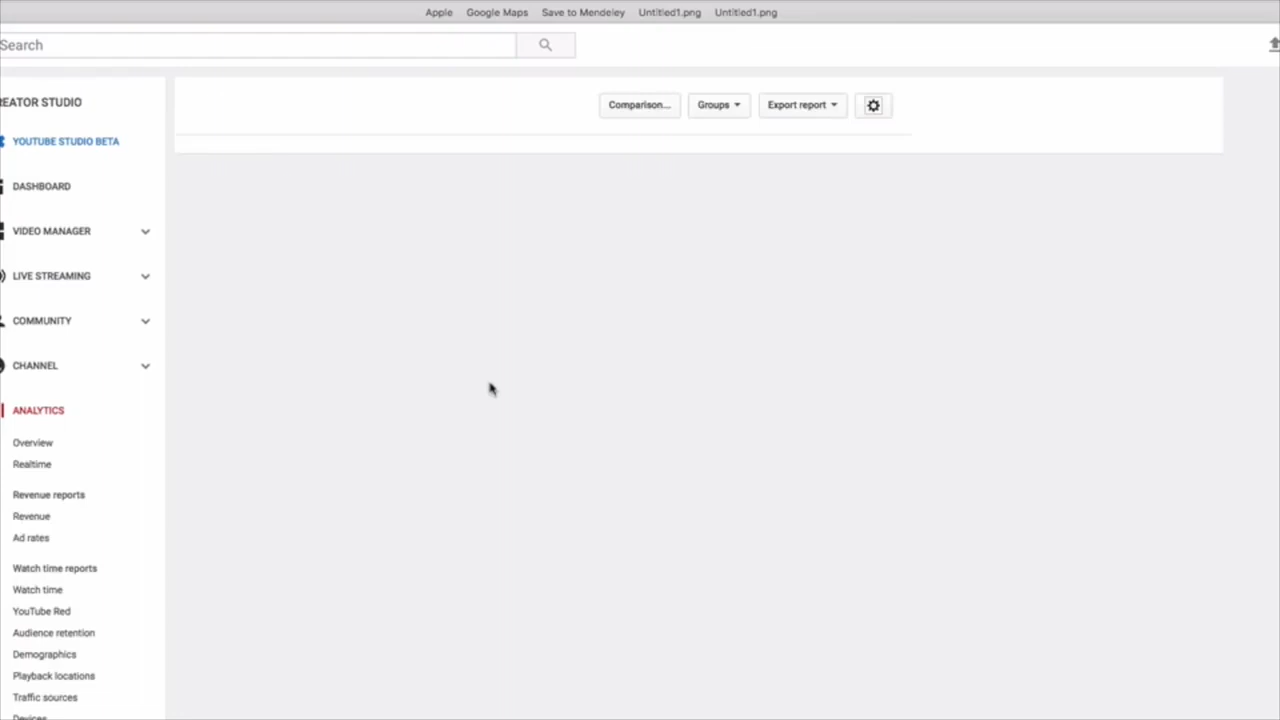 Apple Google Maps Save to Mendeley Untitled1.png Untitled1.png
Search
REATOR STUDIO
Comparison... Groups Export report
YOUTUBE STUDIO BETA
DASHBOARD
VIDEO MANAGER
LIVE STREAMING
COMMUNITY
CHANNEL
ANALYTICS
Overview
Realtime
Revenue reports
Revenue
Ad rates
Watch time reports
Watch time
YouTube Red
Audience retention
Demographics
Playback locations
Traffic sources
Devices